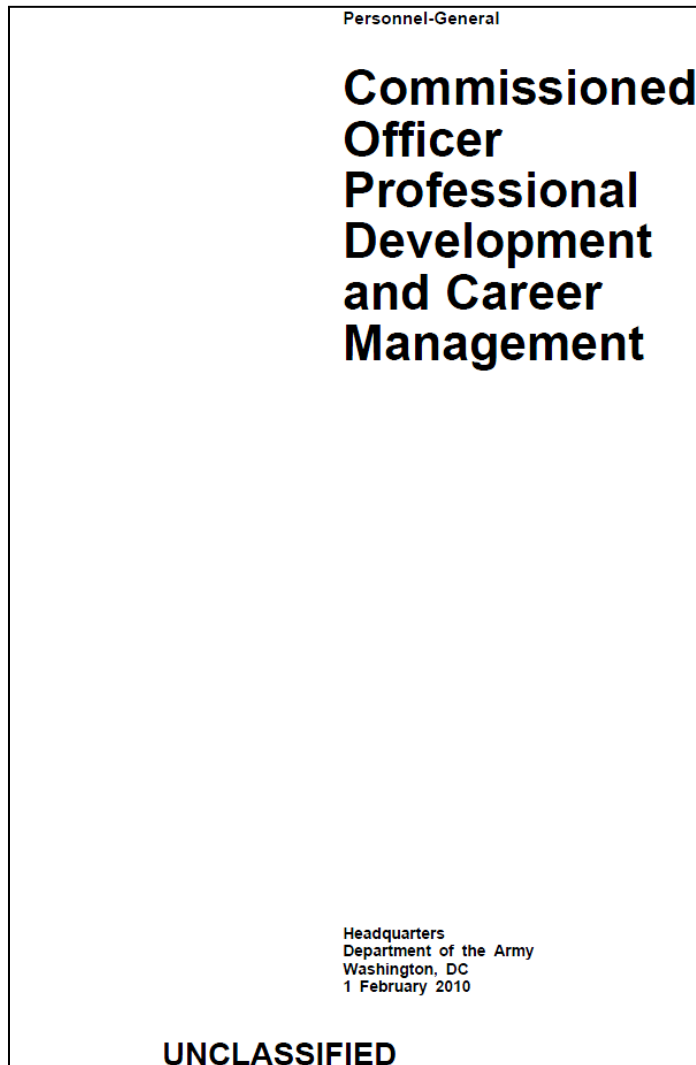 Personnel-General
Commissioned
Officer
Professional
Development
and Career
Management
Headquarters
Department of the Army
Washington, DC
1 February 2010
UNCLASSIFIED